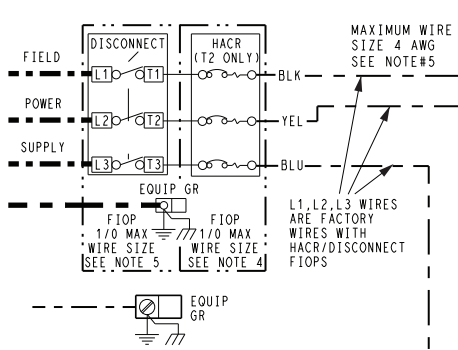 MAXIMUM WIRE
SIZE 4 AWG
SEE NOTE#5
DISCONNECT
HACR
(T2 ONLY)
FIELD
L1
T1
BLK
POWER
L2
T2
YEL
SUPPLY
L3
T3
BLU
EQUIP GR
L1,L2,L3 WIRES
ARE FACTORY
WIRES WITH
HACR/DISCONNECT
FIOPS
FIOP
1/0 MAX
WIRE SIZE
SEE NOTE 5
FIOP
1/0 MAX
WIRE SIZE
SEE NOTE 4
EQUIP
GR